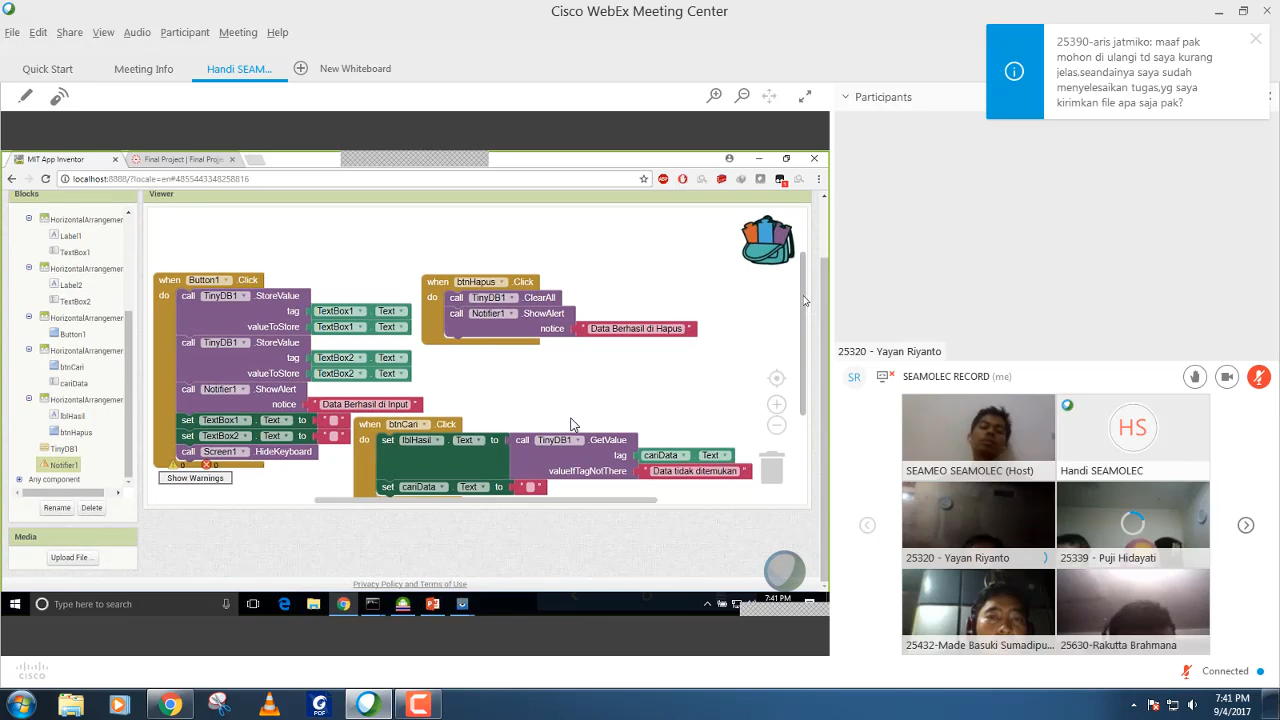 Cisco WebEx Meeting Center
File Edit Share View Audio Participant Meeting Help
Quick Start Meeting Info Handi SEAM... New Whiteboard
25390-aris jatmiko: maaf pak
mohon di ulangi td saya kurang
jelas,seandainya saya sudah
menyelesaikan tugas,yg saya
kirimkan file apa saja pak?
Participants
MIT App Inventor
Final Project | Final Proje
localhost:8888/?locale=en#4855443348258816
Blocks
Viewer
HorizontalArrangemer
Label1
TextBox1
HorizontalArrangemer
Label2
TextBox2
HorizontalArrangemer
Button1
HorizontalArrangemer
btnCari
cariData
HorizontalArrangemer
lblHasil
btnHapus
TinyDB1
Notifier1
Any component
Rename Delete
Media
Upload File ...
when Button1 .Click
do call TinyDB1 .StoreValue
tag TextBox1 . Text
valueToStore TextBox1 . Text
call TinyDB1 .StoreValue
tag TextBox2 . Text
valueToStore TextBox2 . Text
call Notifier1 .ShowAlert
notice " Data Berhasil di Input "
set TextBox1 . Text to " "
set TextBox2 . Text to " "
call Screen1 .HideKeyboard
0 0
Show Warnings
when btnHapus .Click
do call TinyDB1 .ClearAll
call Notifier1 .ShowAlert
notice " Data Berhasil di Hapus "
when btnCari .Click
do set lblHasil . Text to call TinyDB1 .GetValue
tag cariData . Text
valueIfTagNotThere " Data tidak ditemukan "
set cariData . Text to " "
Privacy Policy and Terms of Use
Type here to search
7:41 PM
25320 - Yayan Riyanto
SR SEAMOLEC RECORD (me)
HS
SEAMEO SEAMOLEC (Host)
Handi SEAMOLEC
25320 - Yayan Riyanto
25339 - Puji Hidayati
25432-Made Basuki Sumadipu...
25630-Rakutta Brahmana
CISCO
Connected
PDF
7:41 PM
9/4/2017